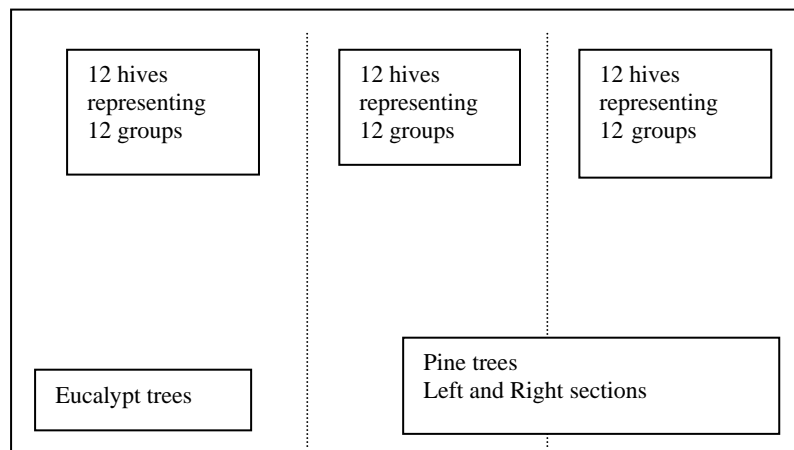 12 hives
representing
12 groups
12 hives
representing
12 groups
12 hives
representing
12 groups
Eucalypt trees
Pine trees
Left and Right sections